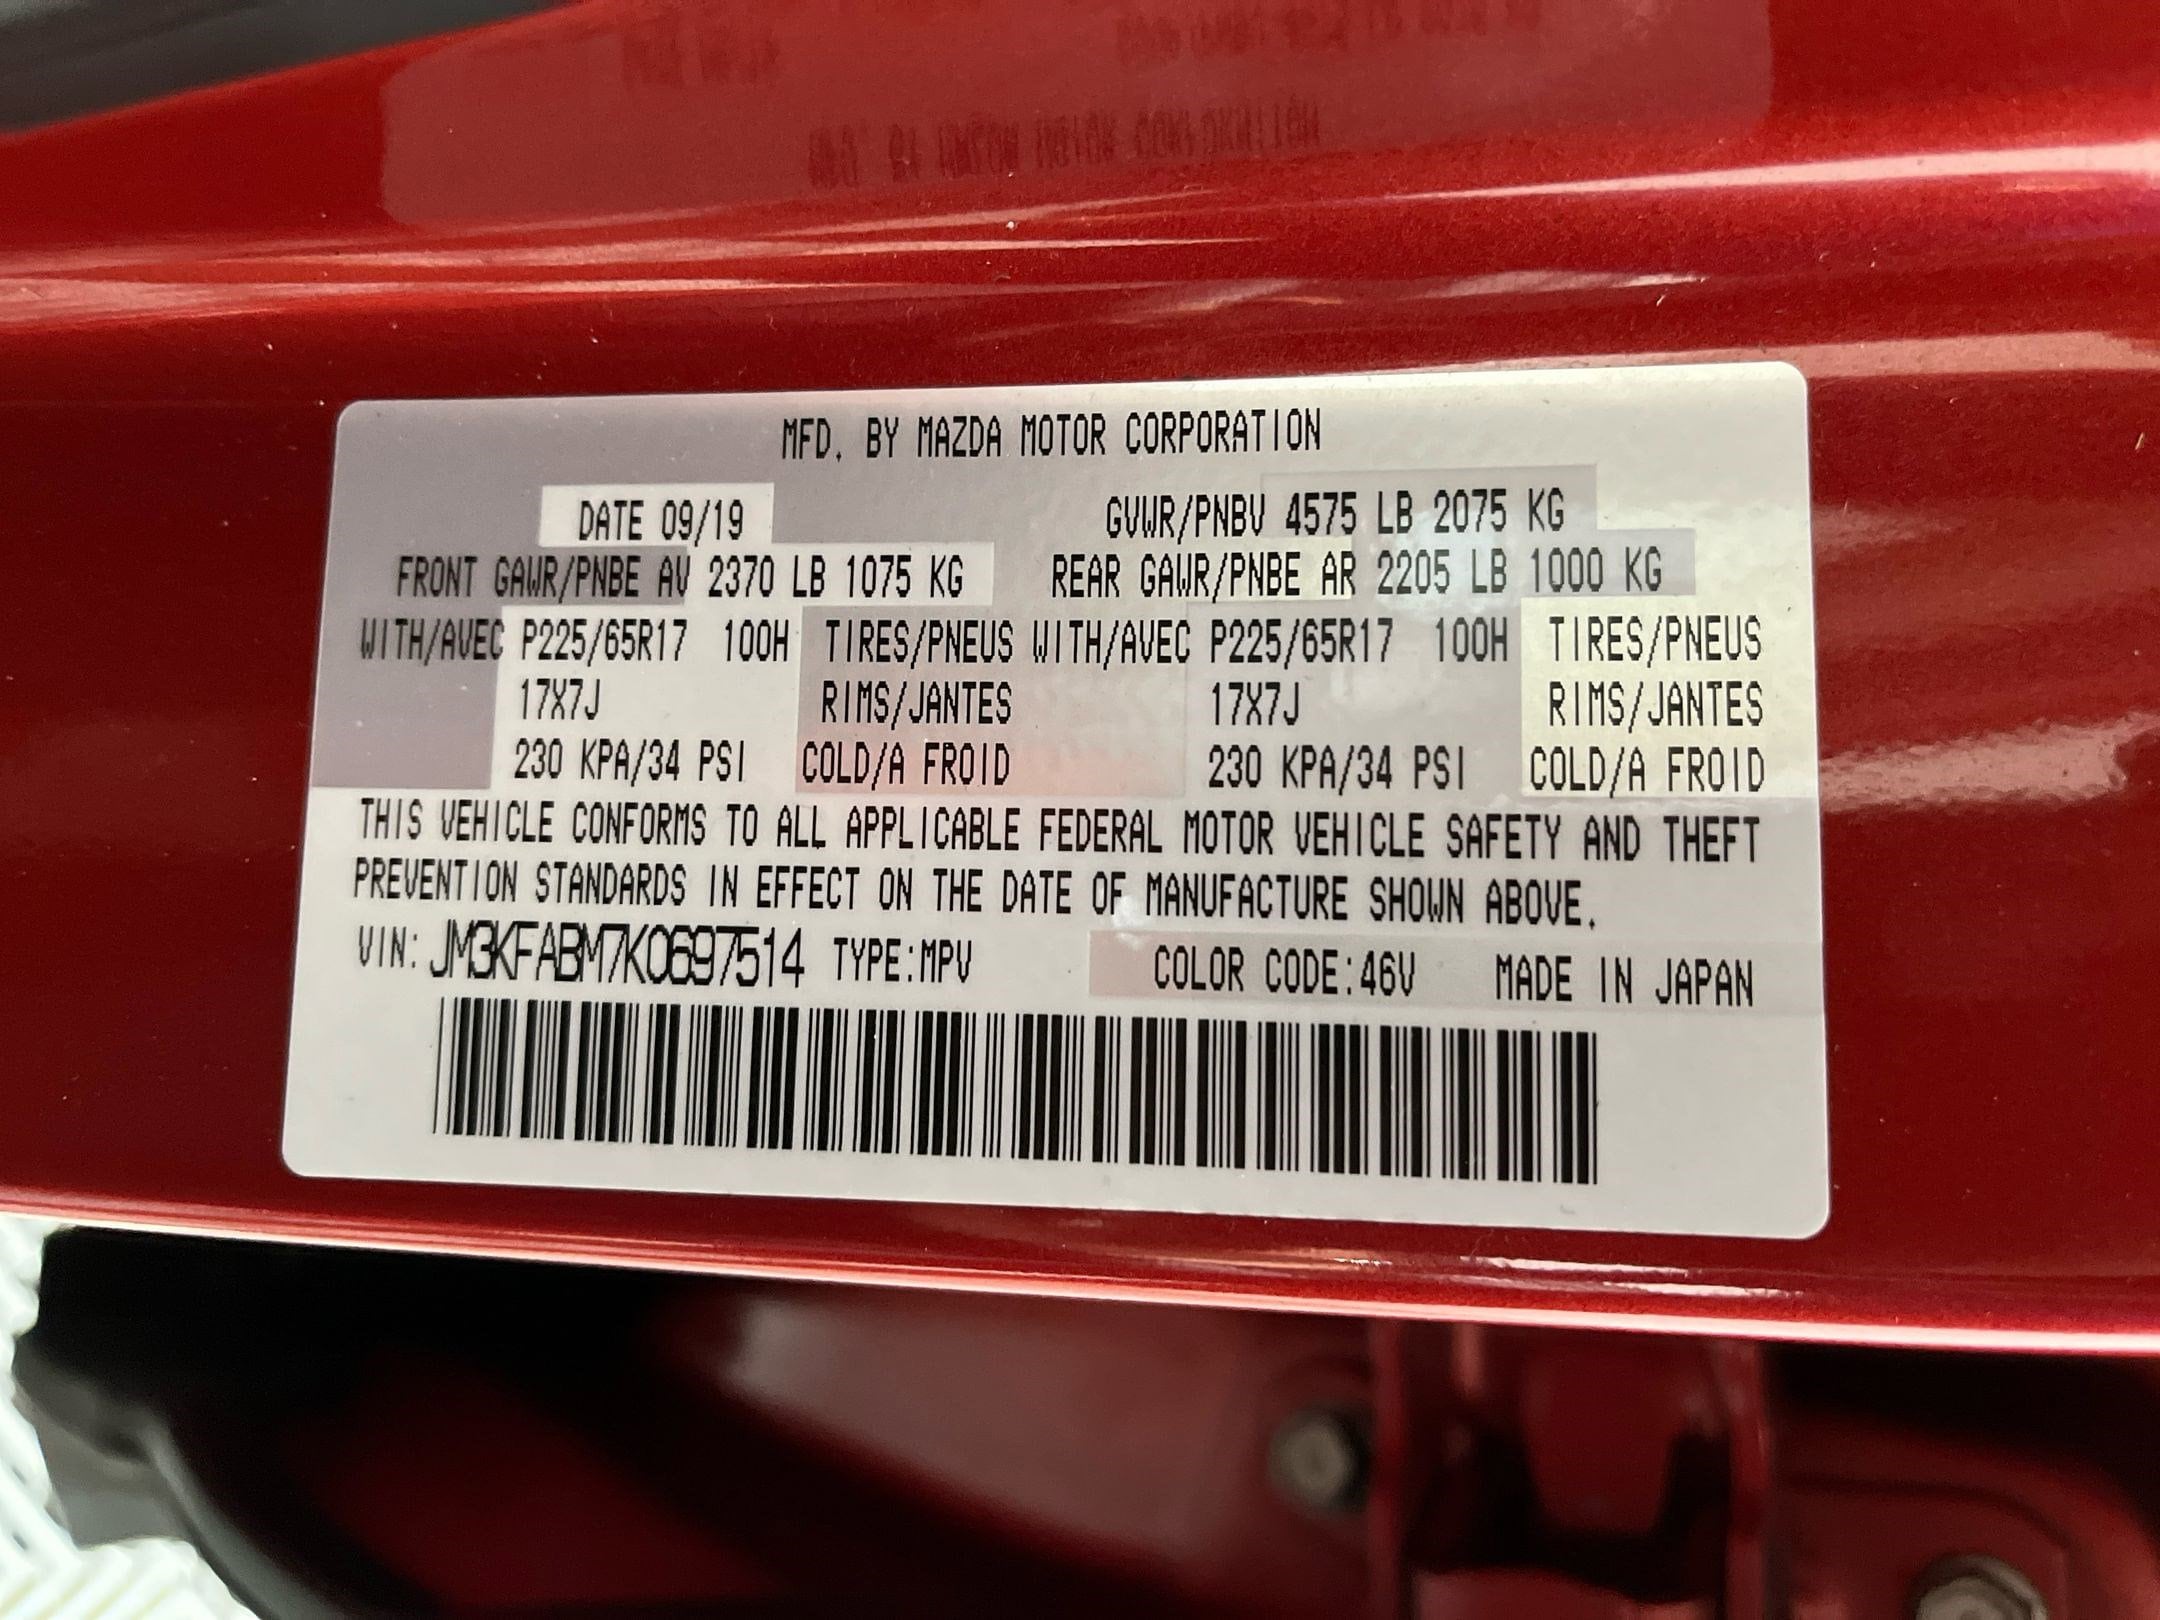 MFD. BY MAZDA MOTOR CORPORATION
DATE 09/19 GVWR/PNBV 4575 LB 2075 KG
FRONT GAWR/PNBE AV 2370 LB 1075 KG REAR GAWR/PNBE AR 2205 LB 1000 KG
WITH/AVEC P225/65R17 100H TIRES/PNEUS WITH/AVEC P225/65R17 100H TIRES/PNEUS
17X7J RIMS/JANTES 17X7J RIMS/JANTES
230 KPA/34 PSI COLD/A FROID 230 KPA/34 PSI COLD/A FROID
THIS VEHICLE CONFORMS TO ALL APPLICABLE FEDERAL MOTOR VEHICLE SAFETY AND THEFT
PREVENTION STANDARDS IN EFFECT ON THE DATE OF MANUFACTURE SHOWN ABOVE.
VIN: JM3KFABM7K0697514 TYPE:MPV COLOR CODE:46V MADE IN JAPAN